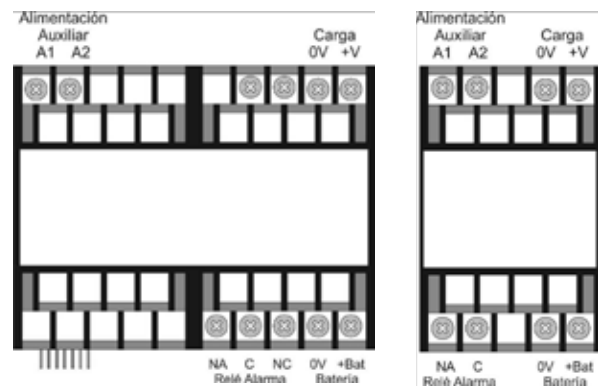 Alimentación
Auxiliar
A1 A2
Carga
0V +V
NA C NC 0V +Bat
Relé Alarma Batería
Alimentación
Auxiliar
A1 A2
Carga
0V +V
NA C 0V +Bat
Relé Alarma Batería